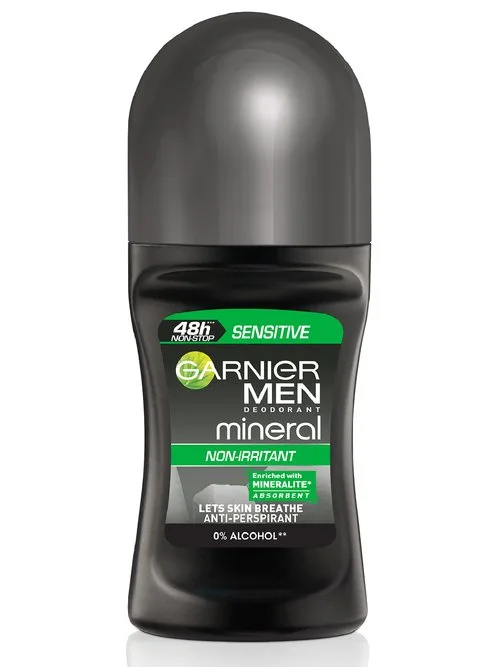 48h**
NON-STOP
SENSITIVE
GARNIER
MEN
DEODORANT
mineral
NON-IRRITANT
Enriched with
MINERALITE*
ABSORBENT
LETS SKIN BREATHE
ANTI-PERSPIRANT
0% ALCOHOL**